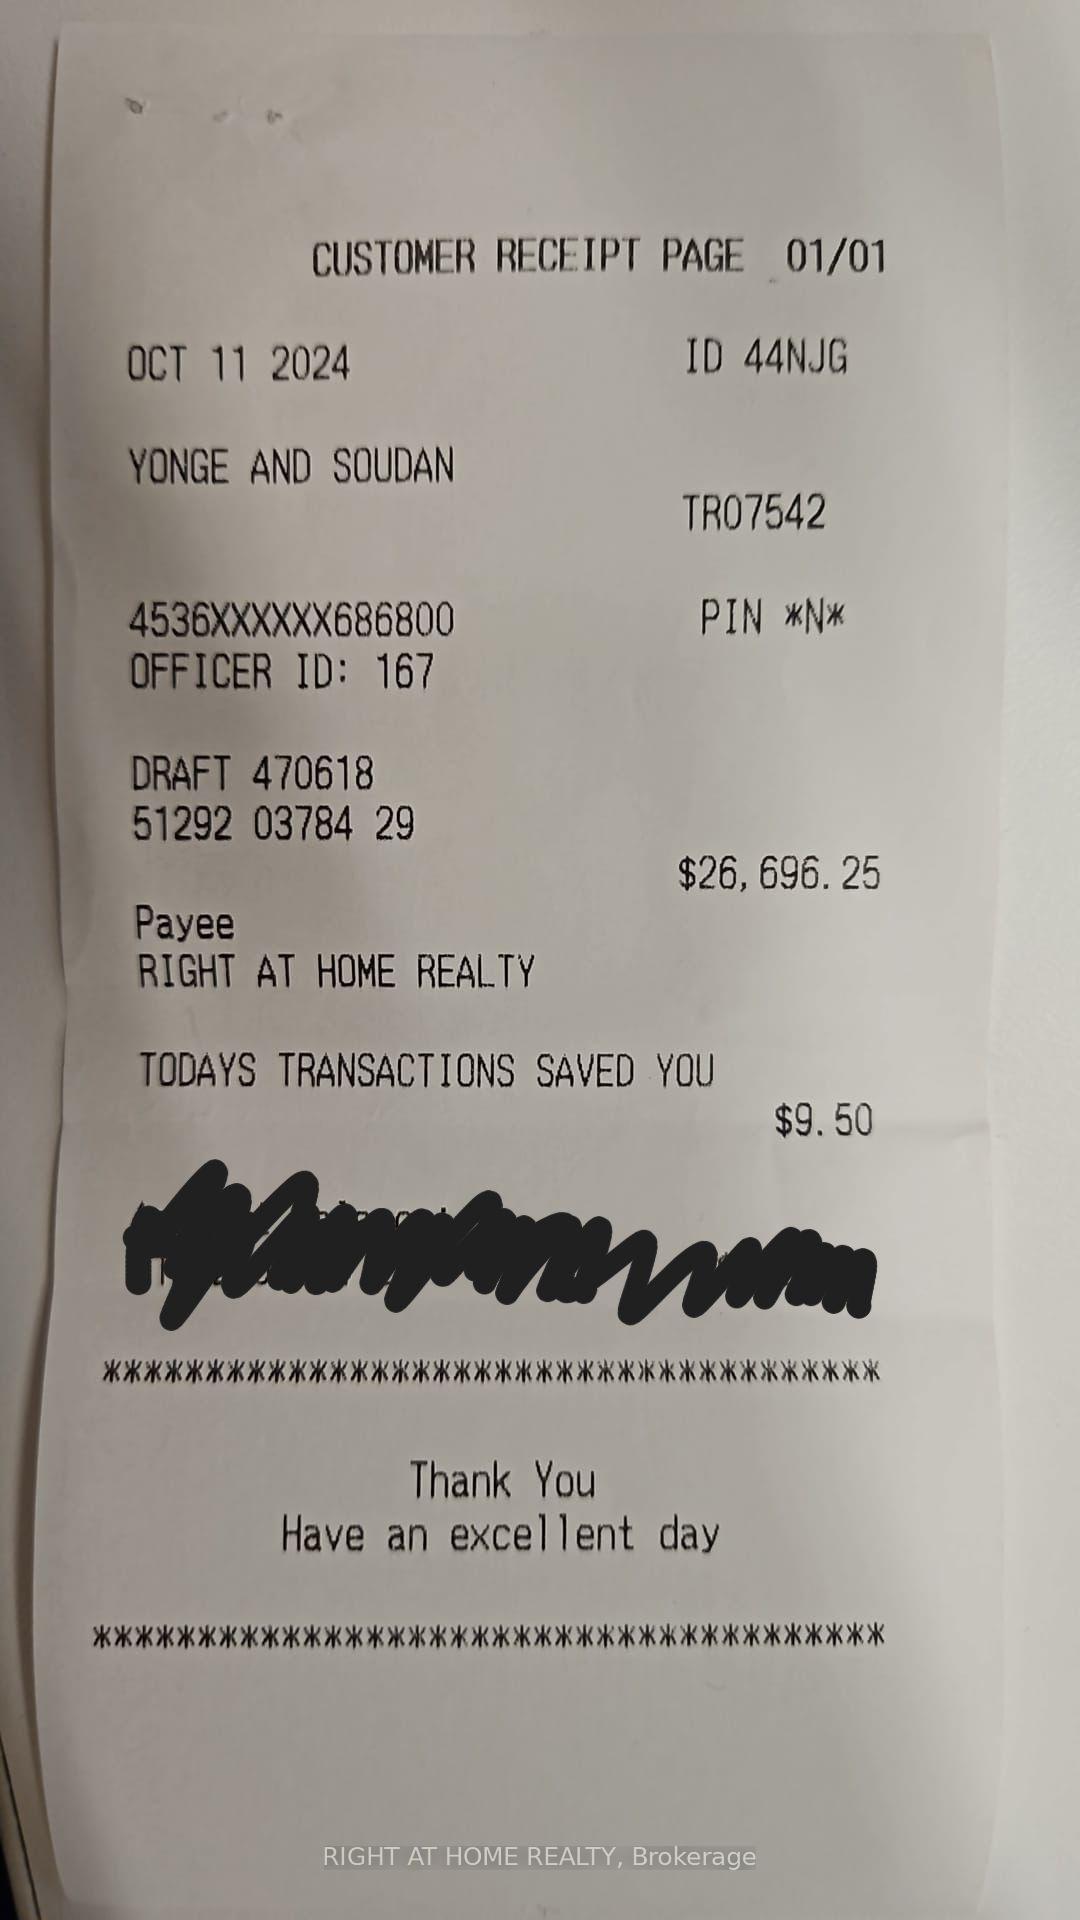 CUSTOMER RECEIPT PAGE 01/01
OCT 11 2024 ID 44NJG
YONGE AND SOUDAN
TR07542
4536XXXXXX686800 PIN *N*
OFFICER ID: 167
DRAFT 470618
51292 03784 29
$26,696.25
Payee
RIGHT AT HOME REALTY
TODAYS TRANSACTIONS SAVED YOU
$9.50
**************************************
Thank You
Have an excellent day
**************************************
RIGHT AT HOME REALTY, Brokerage